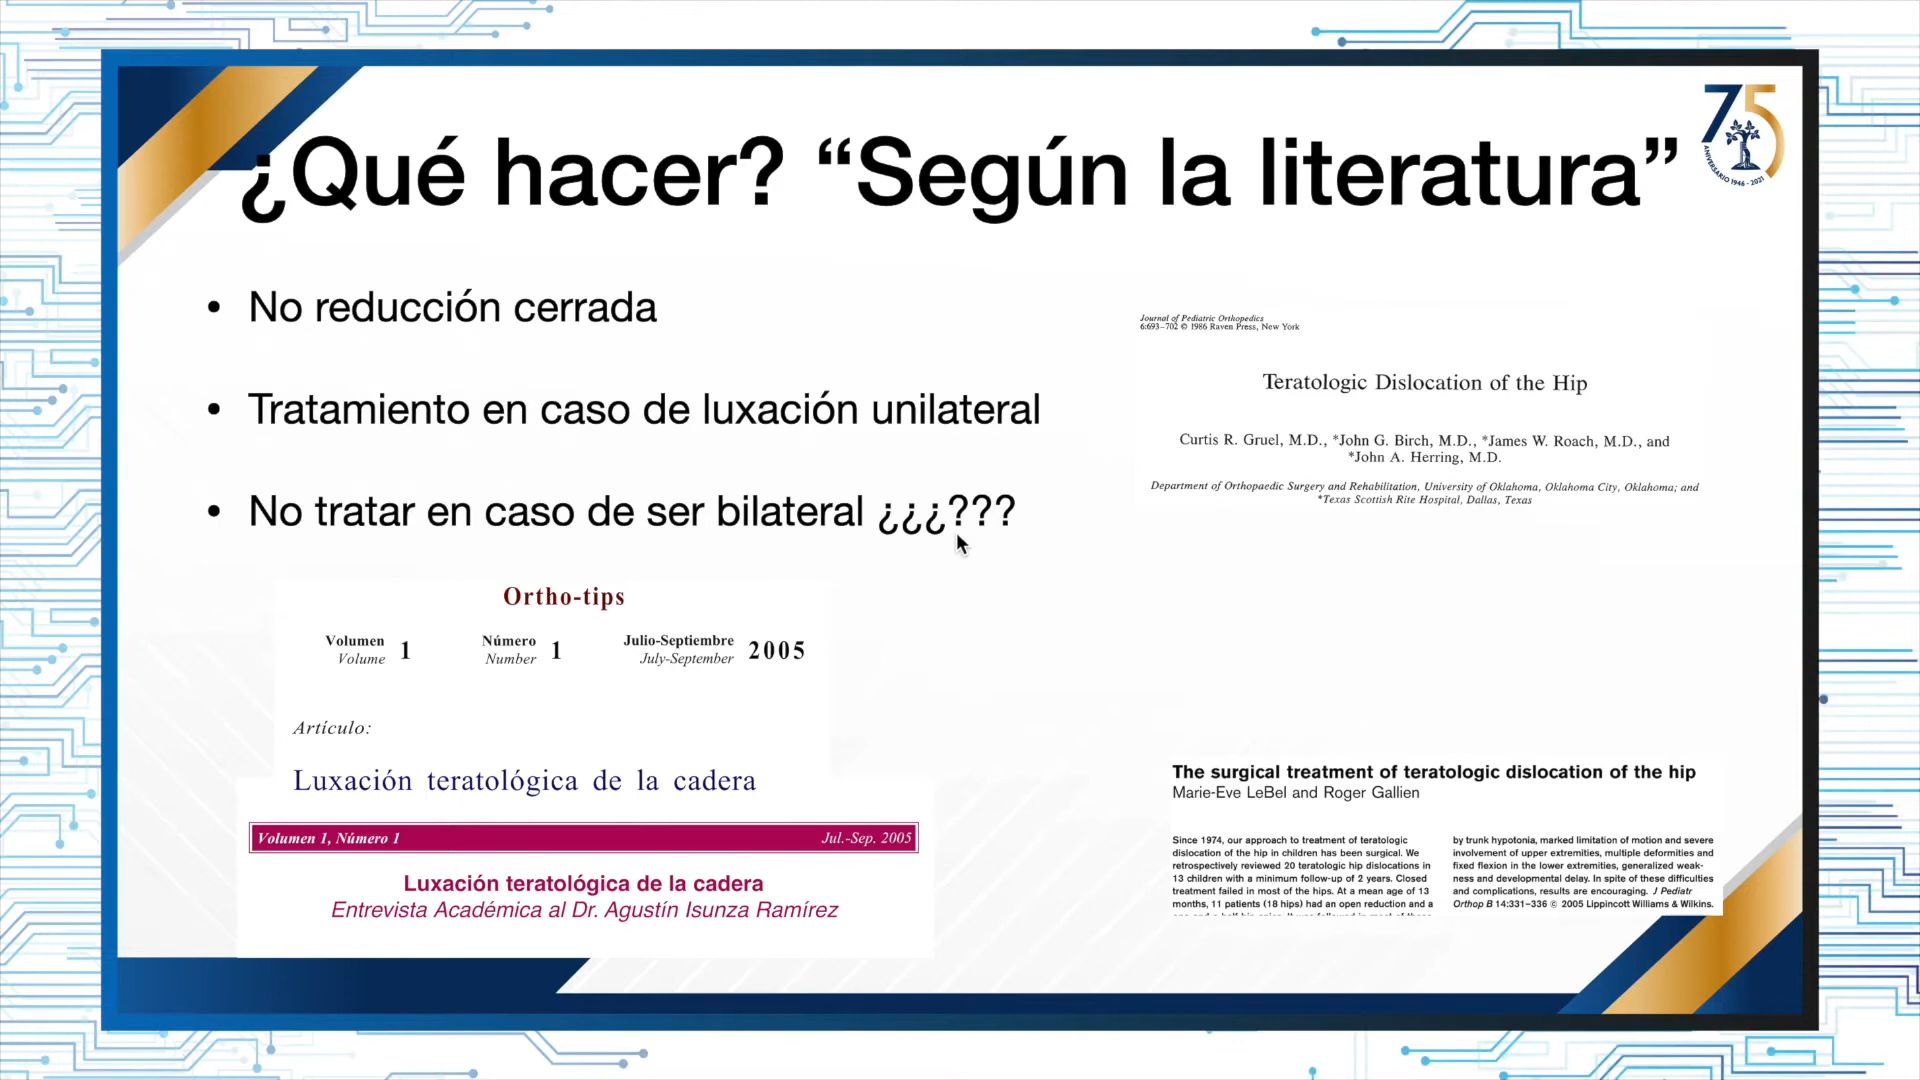 ¿Qué hacer? “Según la literatura”
75
ANIVERSARIO 1946 - 2021
• No reducción cerrada
• Tratamiento en caso de luxación unilateral
• No tratar en caso de ser bilateral ¿¿¿???
Journal of Pediatric Orthopedics
6:693–702 © 1986 Raven Press, New York
Teratologic Dislocation of the Hip
Curtis R. Gruel, M.D., *John G. Birch, M.D., *James W. Roach, M.D., and
*John A. Herring, M.D.
Department of Orthopaedic Surgery and Rehabilitation, University of Oklahoma, Oklahoma City, Oklahoma; and
*Texas Scottish Rite Hospital, Dallas, Texas
Ortho-tips
Volumen 1 Número 1 Julio-Septiembre 2005
Volume Number July-September
Artículo:
Luxación teratológica de la cadera
Volumen 1, Número 1 Jul.-Sep. 2005
Luxación teratológica de la cadera
Entrevista Académica al Dr. Agustín Isunza Ramírez
The surgical treatment of teratologic dislocation of the hip
Marie-Eve LeBel and Roger Gallien
Since 1974, our approach to treatment of teratologic
dislocation of the hip in children has been surgical. We
retrospectively reviewed 20 teratologic hip dislocations in
13 children with a minimum follow-up of 2 years. Closed
treatment failed in most of the hips. At a mean age of 13
months, 11 patients (18 hips) had an open reduction and a
by trunk hypotonia, marked limitation of motion and severe
involvement of upper extremities, multiple deformities and
fixed flexion in the lower extremities, generalized weak-
ness and developmental delay. In spite of these difficulties
and complications, results are encouraging. J Pediatr
Orthop B 14:331–336 © 2005 Lippincott Williams & Wilkins.